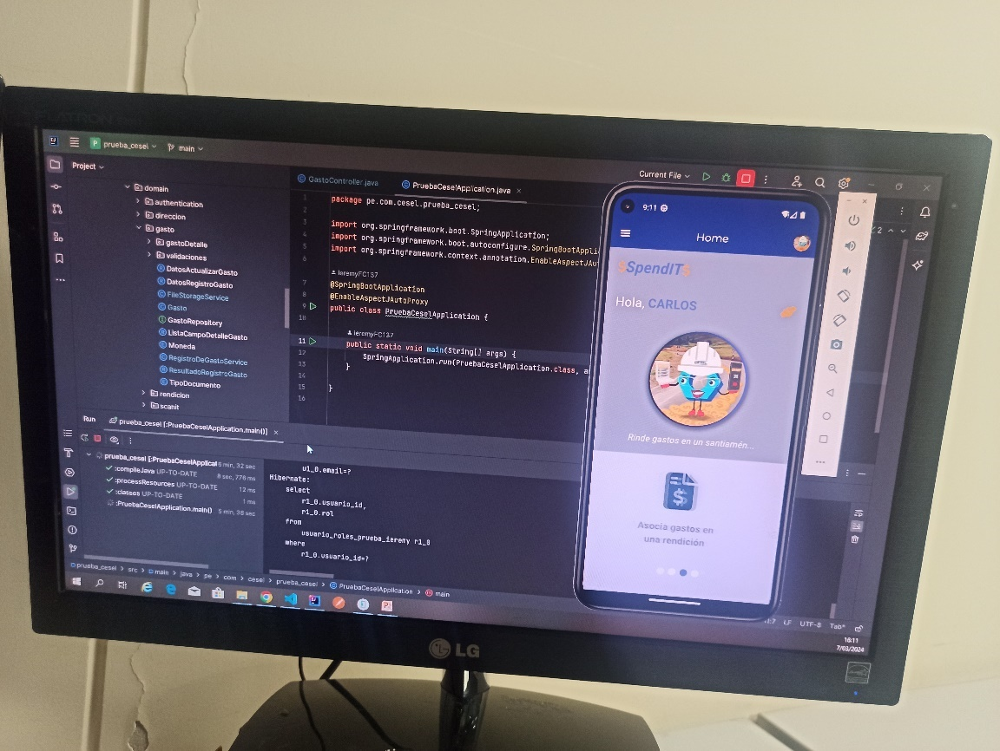 FLATRON
prueba_cesel
main
Project
domain
authentication
direccion
gasto
gastoDetalle
validaciones
DatosActualizarGasto
DatosRegistroGasto
FileStorageService
Gasto
GastoRepository
ListaCampoDetalleGasto
Moneda
RegistroDeGastoService
ResultadoRegistroGasto
TipoDocumento
rendicion
scanit
GastoController.java
PruebaCeselApplication.java
Current File
1 package pe.com.cesel.prueba_cesel;
2
3 import org.springframework.boot.SpringApplication;
4 import org.springframework.boot.autoconfigure.SpringBootAppli
5 import org.springframework.context.annotation.EnableAspectJAut
6
IeremyFC137
7 @SpringBootApplication
8 @EnableAspectJAutoProxy
9 public class PruebaCeselApplication {
10
IeremyFC137
11 public static void main(String[] args) {
12 SpringApplication.run(PruebaCeselApplication.class, a
13 }
14
15 }
16
2
9:11
Home
SpendIT
Hola, CARLOS
Rinde gastos en un santiamén...
Asocia gastos en
una rendición
Run
prueba_cesel [:PruebaCeselApplication.main()]
prueba_cesel [:PruebaCeselApplicat 6 min, 32 sec
:compileJava UP-TO-DATE 8 sec, 776 ms
:processResources UP-TO-DATE 12 ms
:classes UP-TO-DATE 1 ms
:PruebaCeselApplication.main() 5 min, 38 sec
u1_0.email=?
Hibernate:
select
r1_0.usuario_id,
r1_0.rol
from
usuario_roles_prueba_ieremy r1_0
where
r1_0.usuario_id=?
prueba_cesel > src > main > java > pe > com > cesel > prueba_cesel > PruebaCeselApplication > main
LF UTF-8 Tab*
16:11
7/03/2024
LG